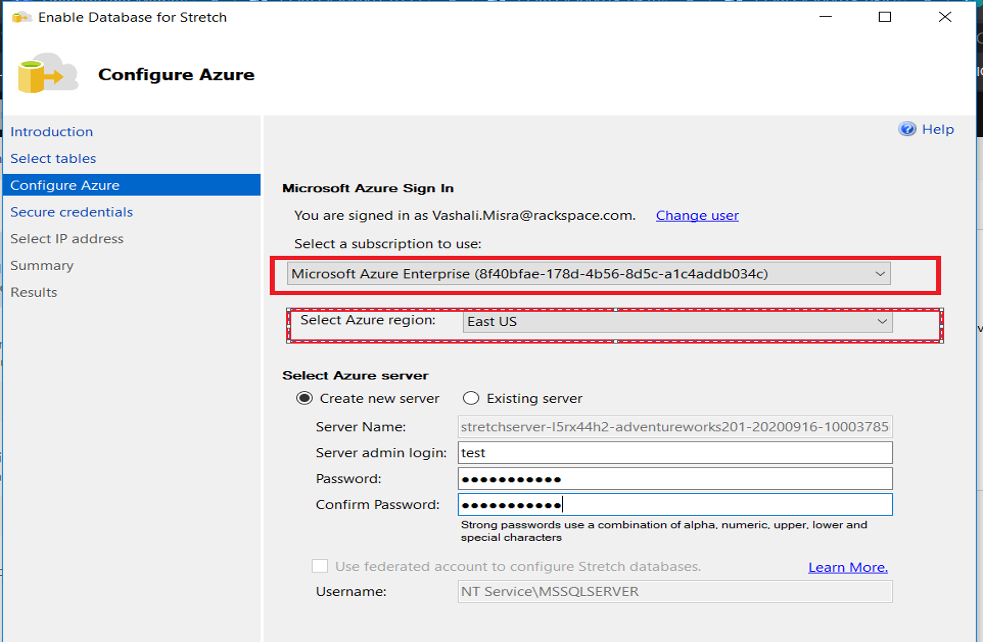 Enable Database for Stretch
Configure Azure
Introduction
Select tables
Configure Azure
Secure credentials
Select IP address
Summary
Results
Help
Microsoft Azure Sign In
You are signed in as Vashali.Misra@rackspace.com. Change user
Select a subscription to use:
Microsoft Azure Enterprise (8f40bfae-178d-4b56-8d5c-a1c4addb034c)
Select Azure region: East US
Select Azure server
Create new server Existing server
Server Name: stretchserver-l5rx44h2-adventureworks201-20200916-10003785
Server admin login: test
Password: ●●●●●●●●●●●
Confirm Password: ●●●●●●●●●●●
Strong passwords use a combination of alpha, numeric, upper, lower and
special characters
Use federated account to configure Stretch databases. Learn More.
Username: NT Service\MSSQLSERVER